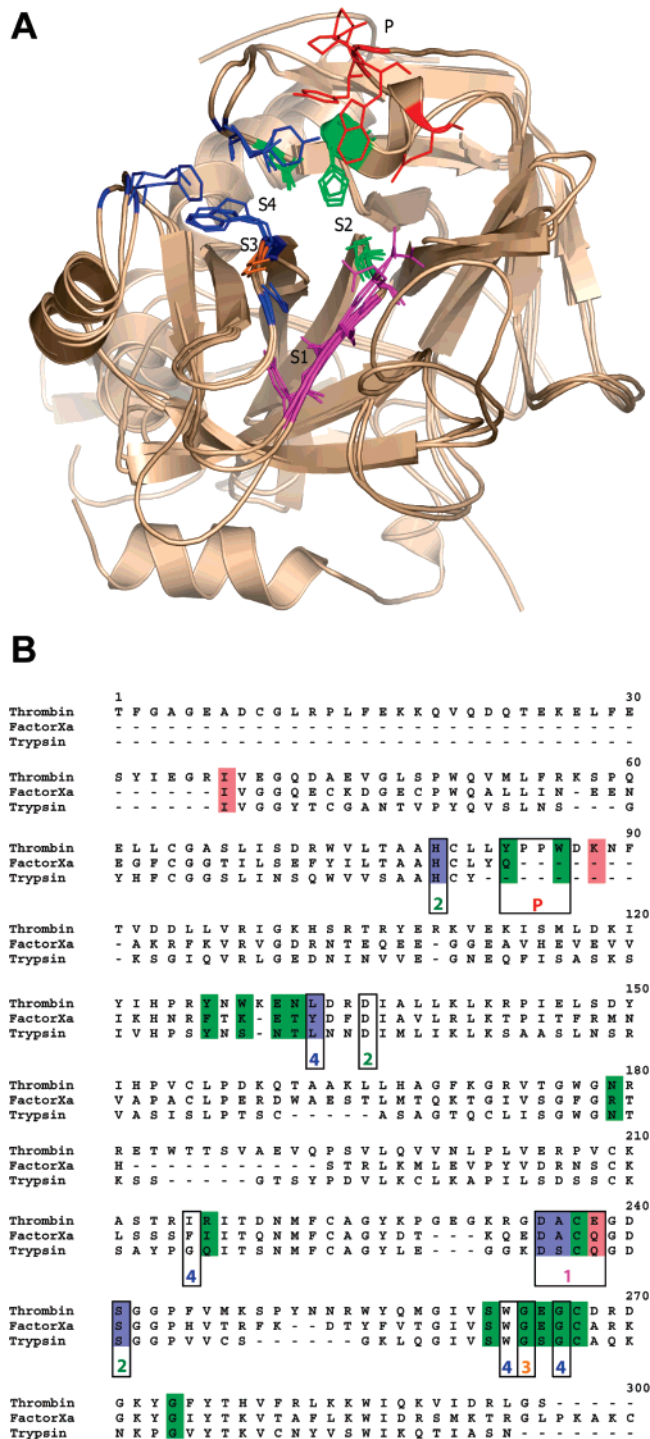 A
P
S4
S2
S3
S1
B
1 30
Thrombin T F G A G E A D C G L R P L F E K K Q V Q D Q T E K E L F E
FactorXa - - - - - - - - - - - - - - - - - - - - - - - - - - - - - -
Trypsin - - - - - - - - - - - - - - - - - - - - - - - - - - - - - -
60
Thrombin S Y I E G R I V E G Q D A E V G L S P W Q V M L F R K S P Q
FactorXa - - - - - - I V G G Q E C K D G E C P W Q A L L I N - E E N
Trypsin - - - - - - I V G G Y T C G A N T V P Y Q V S L N S - - - G
90
Thrombin E L L C G A S L I S D R W V L T A A H C L L Y P P W D K N F
FactorXa E G F C G G T I L S E F Y I L T A A H C L Y Q - - - - - - -
Trypsin Y H F C G G S L I N S Q W V V S A A H C Y - - - - - - - - -
2 P
120
Thrombin T V D D L L V R I G K H S R T R Y E R K V E K I S M L D K I
FactorXa - A K R F K V R V G D R N T E Q E E - G G E A V H E V E V V
Trypsin - K S G I Q V R L G E D N I N V V E - G N E Q F I S A S K S
150
Thrombin Y I H P R Y N W K E N L D R D I A L L K L K R P I E L S D Y
FactorXa I K H N R F T K - E T Y D F D I A V L R L K T P I T F R M N
Trypsin I V H P S Y N S - N T L N N D I M L I K L K S A A S L N S R
4 2
180
Thrombin I H P V C L P D K Q T A A K L L H A G F K G R V T G W G N R
FactorXa V A P A C L P E R D W A E S T L M T Q K T G I V S G F G R T
Trypsin V A S I S L P T S C - - - - - A S A G T Q C L I S G W G N T
210
Thrombin R E T W T T S V A E V Q P S V L Q V V N L P L V E R P V C K
FactorXa H - - - - - - - - - - - - S T R L K M L E V P Y V D R N S C K
Trypsin K S S - - - - - G T S Y P D V L K C L K A P I L S D S S C K
240
Thrombin A S T R I R I T D N M F C A G Y K P G E G K R G D A C E G D
FactorXa L S S S F I I T Q N M F C A G Y D T - - - K Q E D A C Q G D
Trypsin S A Y P G Q I T S N M F C A G Y L E - - - G G K D S C Q G D
4 1
270
Thrombin S G G P F V M K S P Y N N R W Y Q M G I V S W G E G C D R D
FactorXa S G G P H V T R F K - - D T Y F V T G I V S W G E G C A R K
Trypsin S G G P V V C S - - - - - - G K L Q G I V S W G S G C A Q K
2 4 3 4
300
Thrombin G K Y G F Y T H V F R L K K W I Q K V I D R L G S - - - - -
FactorXa G K Y G I Y T K V T A F L K W I D R S M K T R G L P K A K C
Trypsin N K P G V Y T K V C N Y V S W I K Q T I A S N - - - - - - -